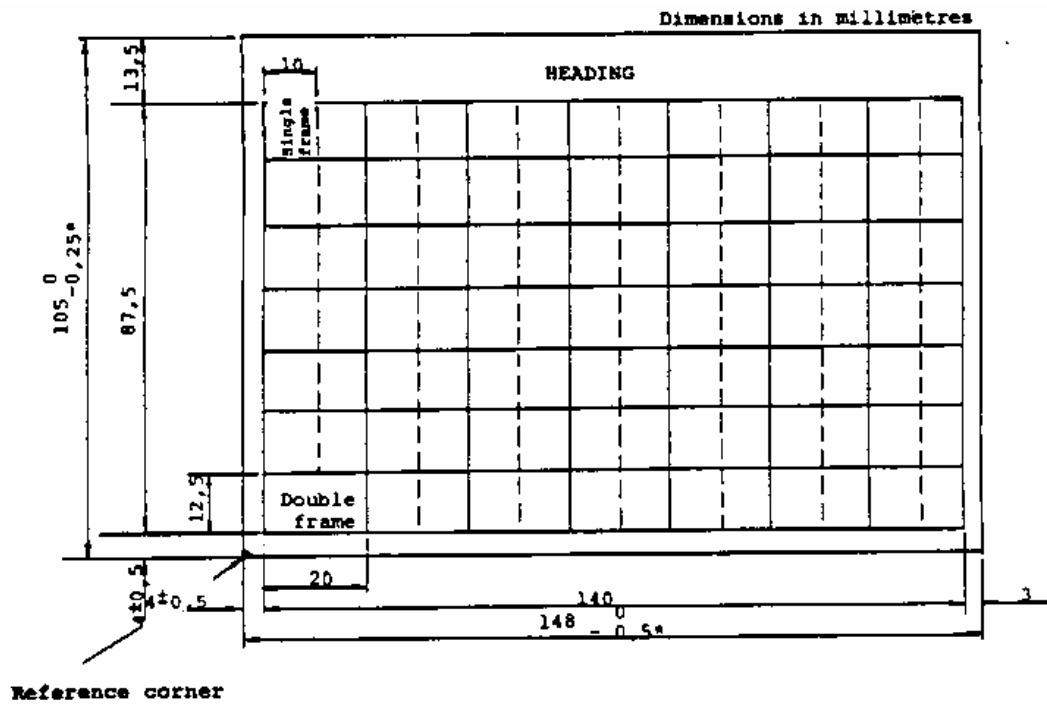 Dimensions in millimetres
13,5
10
HEADING
Single
frame
105 0 -0,25*
87,5
12,5
Double
frame
20
4±0,5
4±0.5
140
3
148 0 - 0 5*
Reference corner